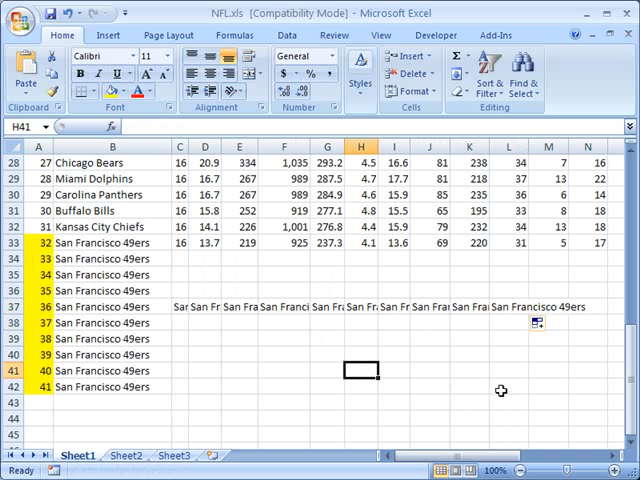 NFL.xls [Compatibility Mode] - Microsoft Excel
Home Insert Page Layout Formulas Data Review View Developer Add-Ins
Paste
Calibri 11
B I U
A A
General
$ % ,
Styles
Insert
Delete
Format
Sort & Filter
Find & Select
Clipboard Font Alignment Number Cells Editing
H41 fx
A B C D E F G H I J K L M N
28 27 Chicago Bears 16 20.9 334 1,035 293.2 4.5 16.6 81 238 34 7 16
29 28 Miami Dolphins 16 16.7 267 989 287.5 4.7 17.7 81 218 37 13 22
30 29 Carolina Panthers 16 16.7 267 989 284.9 4.6 15.9 85 235 36 6 14
31 30 Buffalo Bills 16 15.8 252 919 277.1 4.8 15.5 65 195 33 8 18
32 31 Kansas City Chiefs 16 14.1 226 1,001 276.8 4.4 15.9 79 232 34 13 18
33 32 San Francisco 49ers 16 13.7 219 925 237.3 4.1 13.6 69 220 31 5 17
34 33 San Francisco 49ers
35 34 San Francisco 49ers
36 35 San Francisco 49ers
37 36 San Francisco 49ers San San Fr San Fra San Franci San Fra San Fra San Fr San Fra San Fran San Francisco 49ers
38 37 San Francisco 49ers
39 38 San Francisco 49ers
40 39 San Francisco 49ers
41 40 San Francisco 49ers
42 41 San Francisco 49ers
43
44
45
Sheet1 Sheet2 Sheet3
Ready 100%